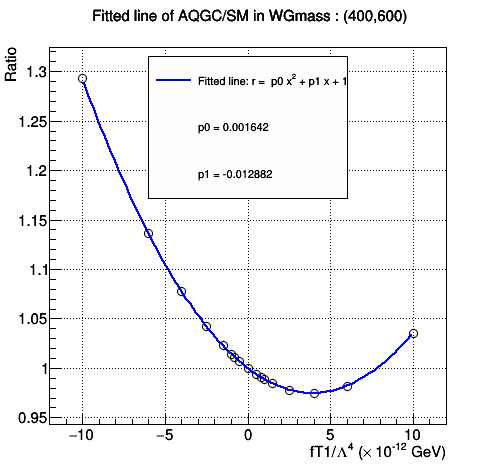 Fitted line of AQGC/SM in WGmass : (400,600)
Ratio
Fitted line: r = p0 x² + p1 x + 1
p0 = 0.001642
p1 = -0.012882
1.3
1.25
1.2
1.15
1.1
1.05
1
0.95
−10 −5 0 5 10
fT1/Λ⁴ (× 10⁻¹² GeV)